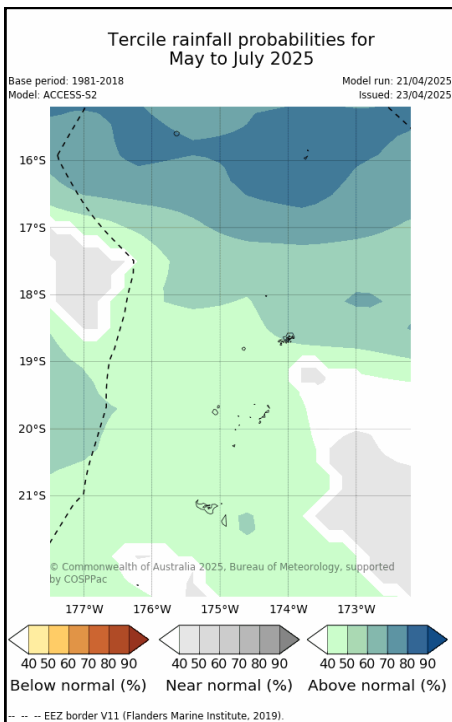 Tercile rainfall probabilities for
May to July 2025
Base period: 1981-2018
Model run: 21/04/2025
Model: ACCESS-S2
Issued: 23/04/2025
16°S
17°S
18°S
19°S
20°S
21°S
© Commonwealth of Australia 2025, Bureau of Meteorology, supported
by COSPPac
177°W 176°W 175°W 174°W 173°W
40 50 60 70 80 90 40 50 60 70 80 90 40 50 60 70 80 90
Below normal (%) Near normal (%) Above normal (%)
-- -- -- EEZ border V11 (Flanders Marine Institute, 2019).